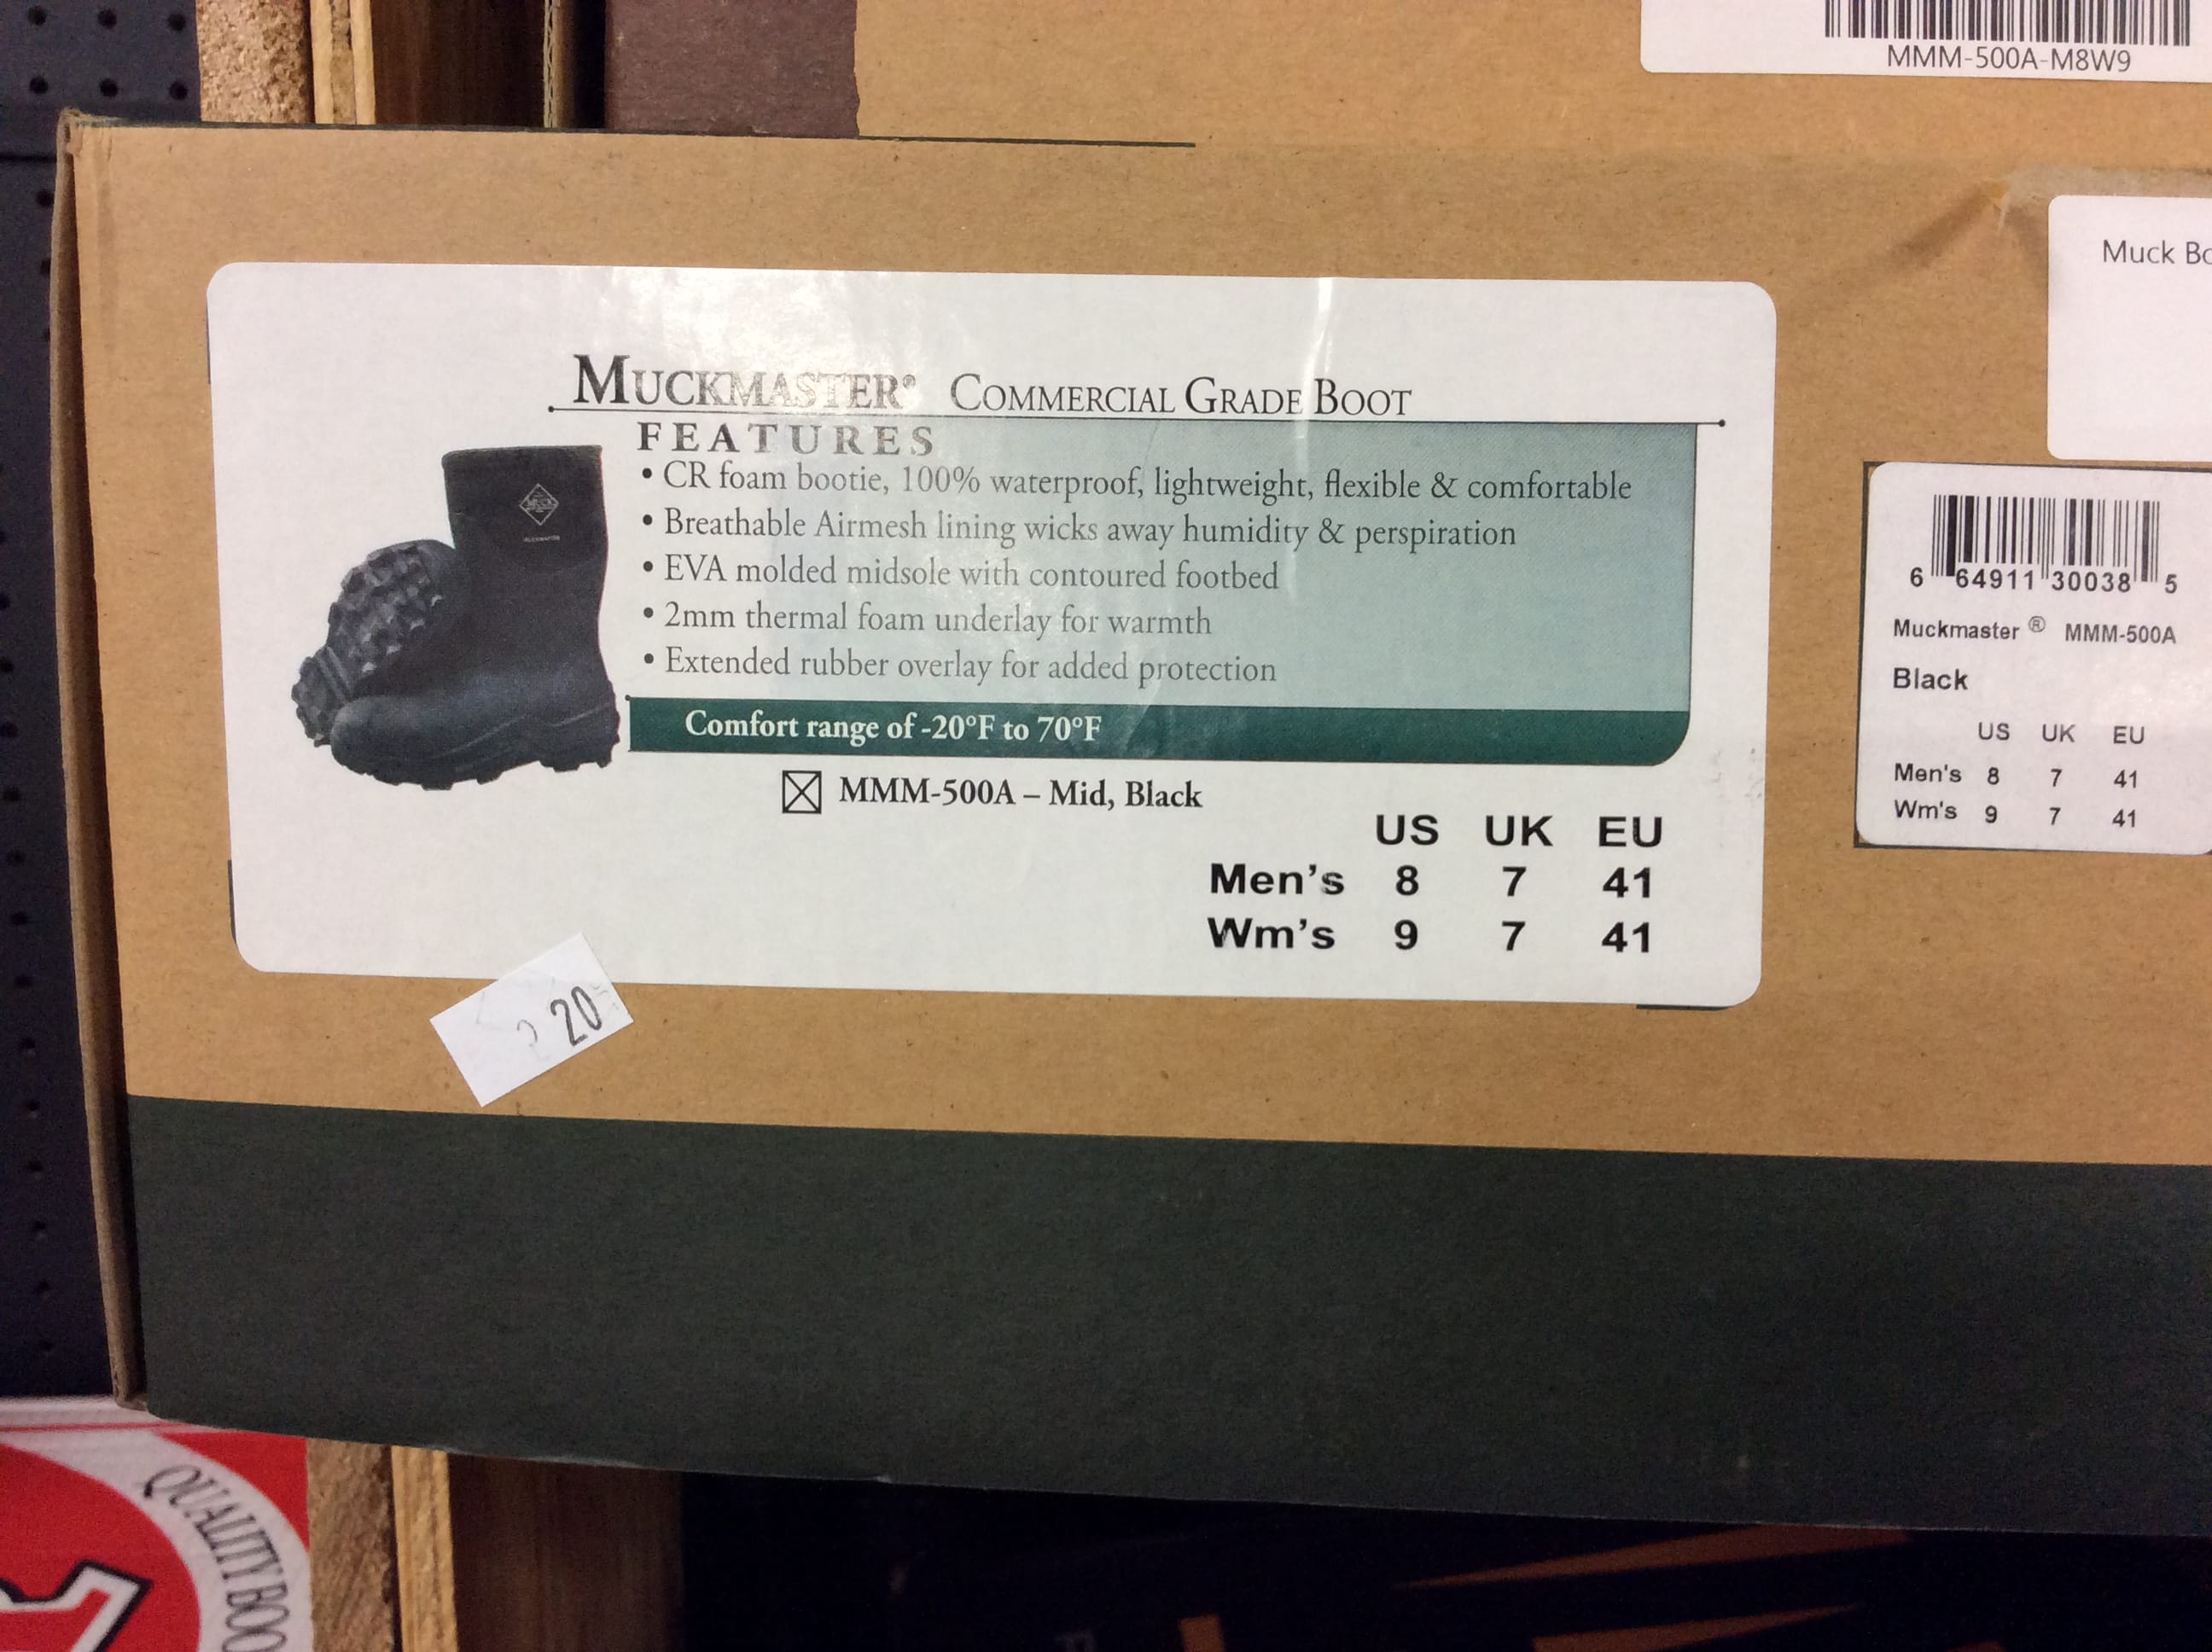 MMM-500A-M8W9
Muck Bo
MUCKMASTER® COMMERCIAL GRADE BOOT
FEATURES
• CR foam bootie, 100% waterproof, lightweight, flexible & comfortable
• Breathable Airmesh lining wicks away humidity & perspiration
• EVA molded midsole with contoured footbed
• 2mm thermal foam underlay for warmth
• Extended rubber overlay for added protection
Comfort range of -20°F to 70°F
MMM-500A – Mid, Black
US UK EU
Men's 8 7 41
Wm's 9 7 41
20
6 64911 30038 5
Muckmaster ® MMM-500A
Black
US UK EU
Men's 8 7 41
Wm's 9 7 41
QUALITY BOO